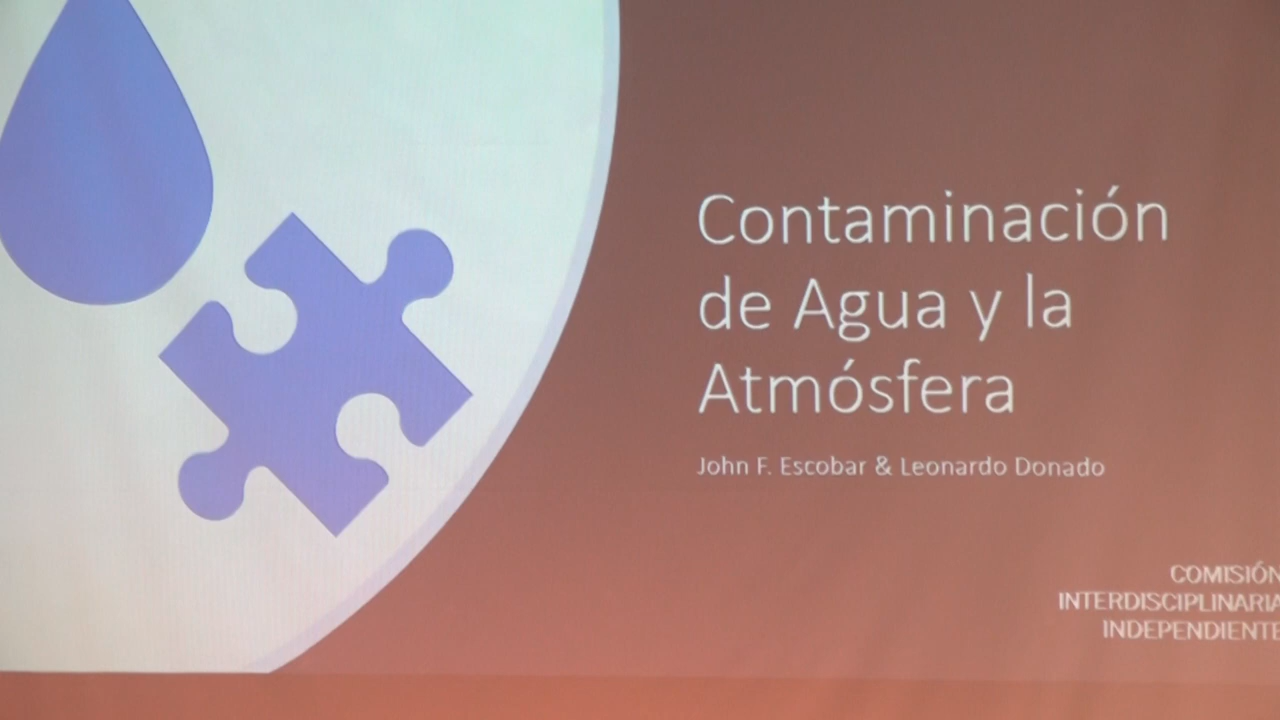 Contaminación
de Agua y la
Atmósfera
John F. Escobar & Leonardo Donado
COMISIÓN
INTERDISCIPLINARIA
INDEPENDIENTE